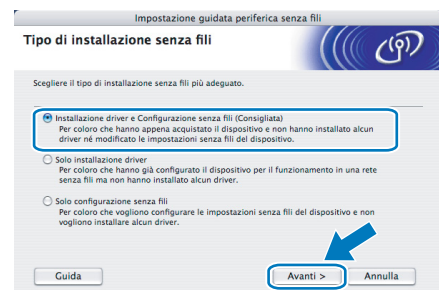 Impostazione guidata periferica senza fili
Tipo di installazione senza fili
Scegliere il tipo di installazione senza fili più adeguato.
Installazione driver e Configurazione senza fili (Consigliata)
Per coloro che hanno appena acquistato il dispositivo e non hanno installato alcun
driver né modificato le impostazioni senza fili del dispositivo.
Solo installazione driver
Per coloro che hanno già configurato il dispositivo per il funzionamento in una rete
senza fili ma non hanno installato alcun driver.
Solo configurazione senza fili
Per coloro che vogliono configurare le impostazioni senza fili del dispositivo e non
vogliono installare alcun driver.
Guida
Avanti >
Annulla